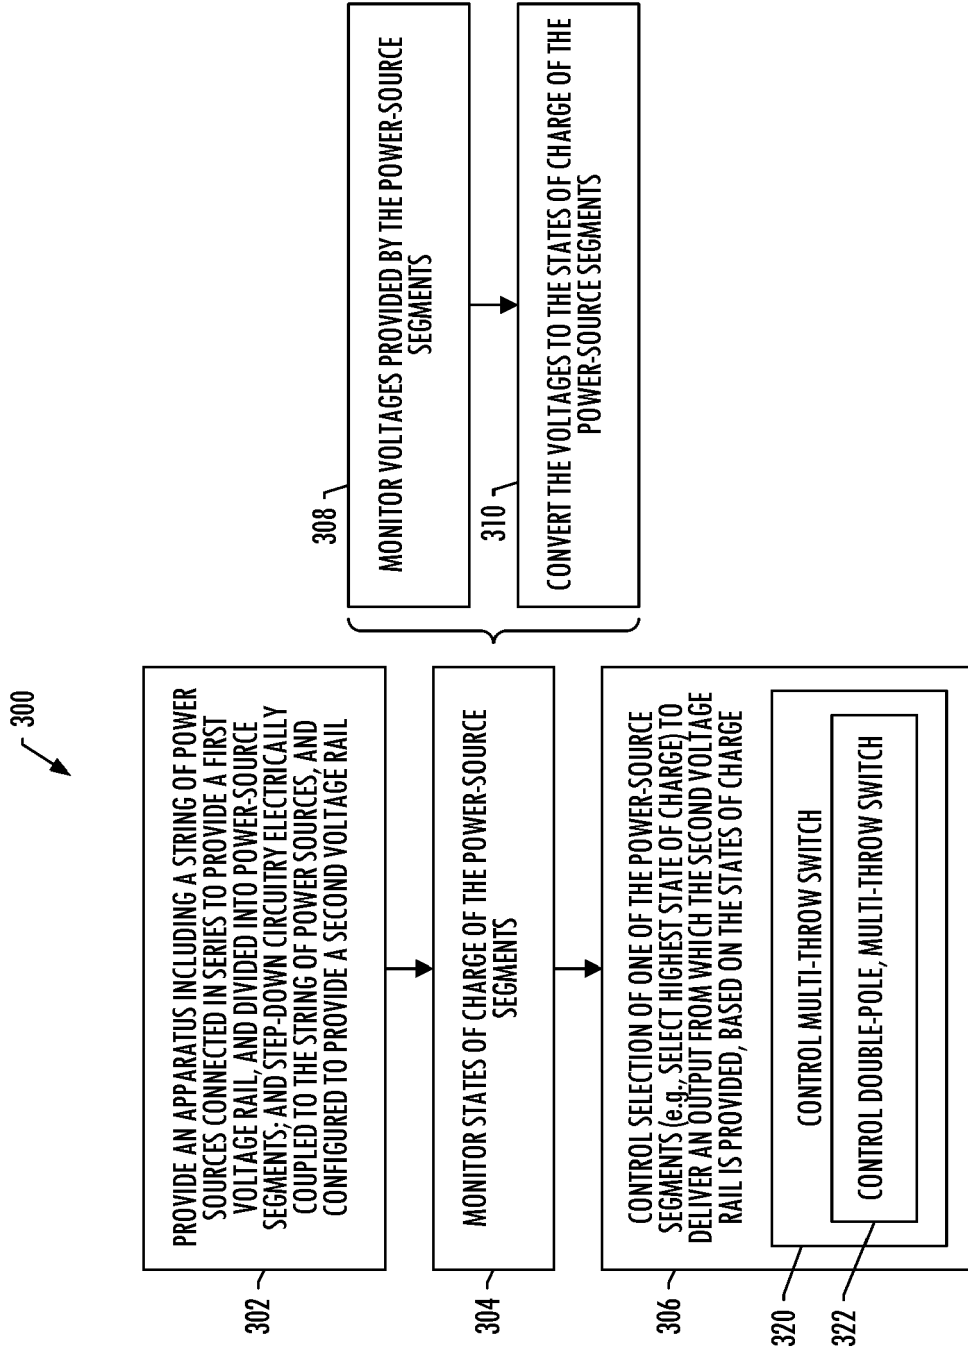 300
302
PROVIDE AN APPARATUS INCLUDING A STRING OF POWER
SOURCES CONNECTED IN SERIES TO PROVIDE A FIRST
VOLTAGE RAIL, AND DIVIDED INTO POWER-SOURCE
SEGMENTS; AND STEP-DOWN CIRCUITRY ELECTRICALLY
COUPLED TO THE STRING OF POWER SOURCES, AND
CONFIGURED TO PROVIDE A SECOND VOLTAGE RAIL
304
MONITOR STATES OF CHARGE OF THE POWER-SOURCE
SEGMENTS
308
MONITOR VOLTAGES PROVIDED BY THE POWER-SOURCE
SEGMENTS
310
CONVERT THE VOLTAGES TO THE STATES OF CHARGE OF THE
POWER-SOURCE SEGMENTS
306
CONTROL SELECTION OF ONE OF THE POWER-SOURCE
SEGMENTS (e.g., SELECT HIGHEST STATE OF CHARGE) TO
DELIVER AN OUTPUT FROM WHICH THE SECOND VOLTAGE
RAIL IS PROVIDED, BASED ON THE STATES OF CHARGE
320
CONTROL MULTI-THROW SWITCH
322
CONTROL DOUBLE-POLE, MULTI-THROW SWITCH